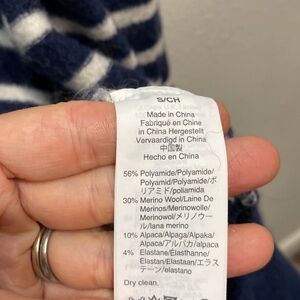 S/CH
Made in China
Fabriqué en Chine
in China Hergestellt
Vervaardigd in China
中国製
Hecho en China
56% Polyamide/Polyamide/
Polyamid/Polyamide/ポ
リアミド/poliamida
30% Merino Wool/Laine De
Merinos/Merinowolle/
Merinowol/メリノウー
ル/lana merino
10% Alpaca/Alpaga/Alpaka/
Alpaca/アルパカ/alpaca
4% Elastane/Elasthanne/
Elastan/Elastaan/エラス
テーン/elastano
Dry clean.